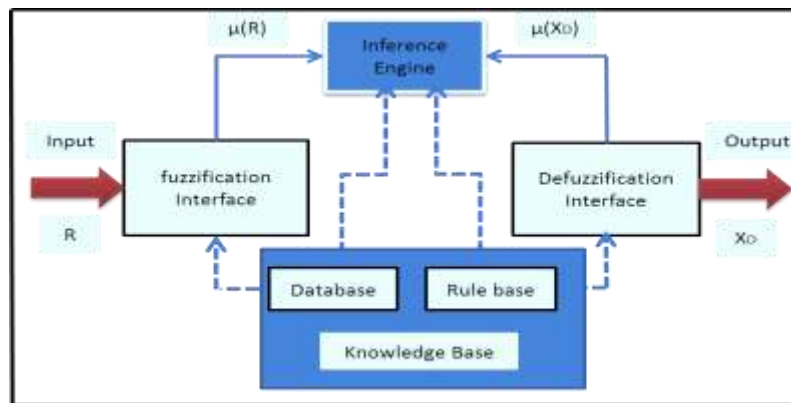 μ(R)
Inference
Engine
μ(XD)
Input
fuzzification
Interface
R
Defuzzification
Interface
Output
XD
Database
Rule base
Knowledge Base